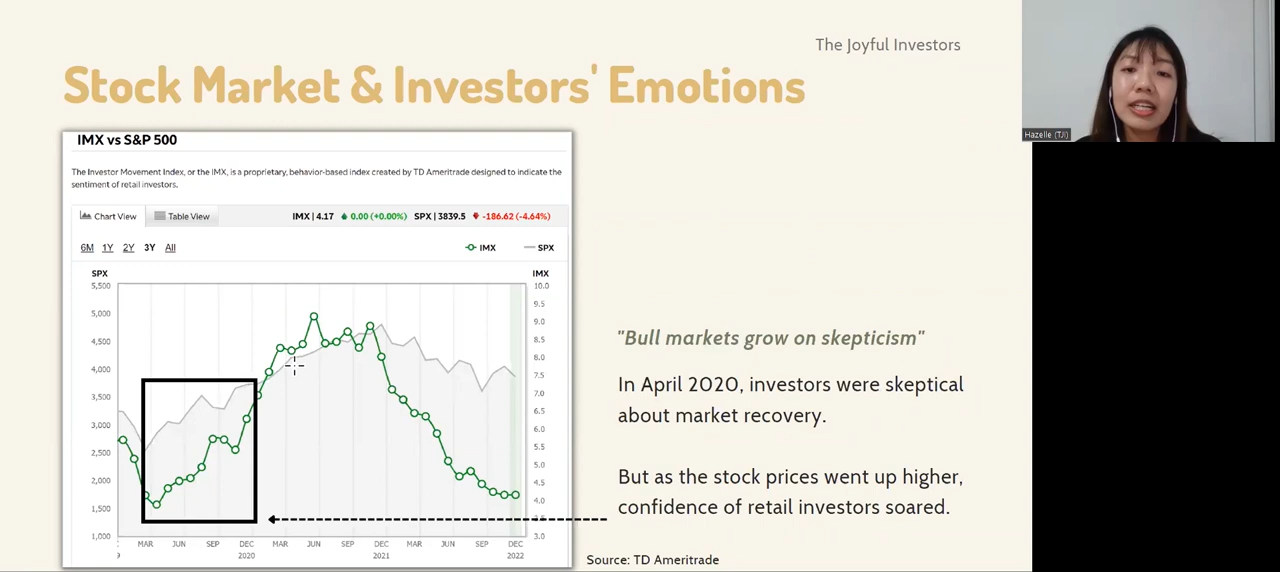 The Joyful Investors
Stock Market & Investors' Emotions
Hazelle (TJI)
IMX vs S&P 500
The Investor Movement Index, or the IMX, is a proprietary, behavior-based index created by TD Ameritrade designed to indicate the
sentiment of retail investors.
Chart View Table View IMX | 4.17 0.00 (+0.00%) SPX | 3839.5 -186.62 (-4.64%)
6M 1Y 2Y 3Y All IMX SPX
SPX IMX
5,500 10.0
9.5
5,000 9.0
8.5
4,500 8.0
4,000 7.5
7.0
3,500 6.5
3,000 6.0
5.5
2,500 5.0
2,000 4.5
4.0
1,500 3.5
1,000 3.0
MAR JUN SEP DEC MAR JUN SEP DEC MAR JUN SEP DEC
9 2020 2021 2022
"Bull markets grow on skepticism"
In April 2020, investors were skeptical
about market recovery.
But as the stock prices went up higher,
confidence of retail investors soared.
Source: TD Ameritrade